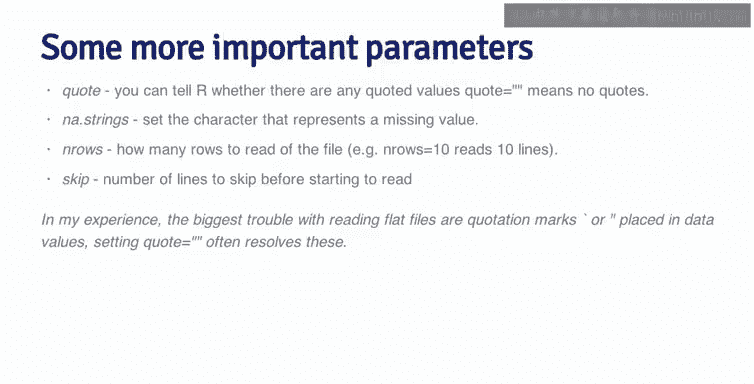 Some more important parameters
· quote - you can tell R whether there are any quoted values quote="" means no quotes.
· na.strings - set the character that represents a missing value.
· nrows - how many rows to read of the file (e.g. nrows=10 reads 10 lines).
· skip - number of lines to skip before starting to read
In my experience, the biggest trouble with reading flat files are quotation marks ` or " placed in data
values, setting quote="" often resolves these.